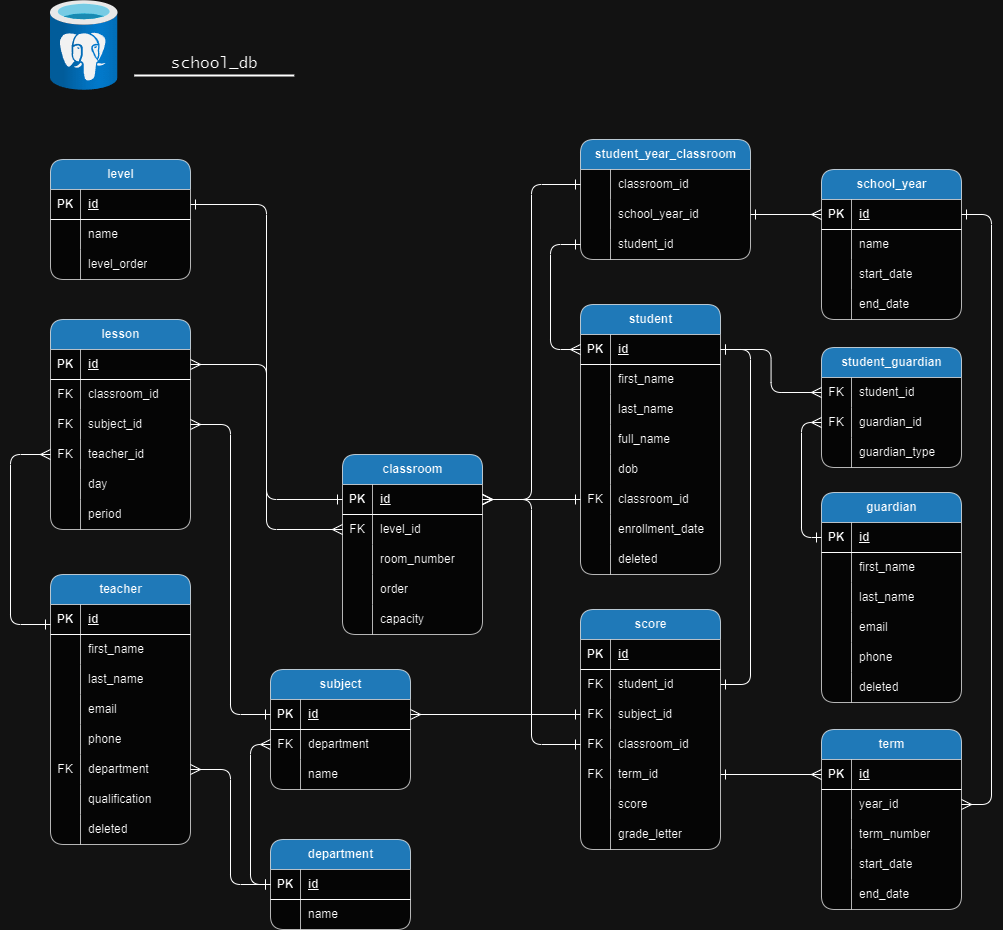 school_db
level
PK id
name
level_order
lesson
PK id
FK classroom_id
FK subject_id
FK teacher_id
day
period
teacher
PK id
first_name
last_name
email
phone
FK department
qualification
deleted
classroom
PK id
FK level_id
room_number
order
capacity
subject
PK id
FK department
name
department
PK id
name
student_year_classroom
classroom_id
school_year_id
student_id
student
PK id
first_name
last_name
full_name
dob
FK classroom_id
enrollment_date
deleted
score
PK id
FK student_id
FK subject_id
FK classroom_id
FK term_id
score
grade_letter
school_year
PK id
name
start_date
end_date
student_guardian
FK student_id
FK guardian_id
guardian_type
guardian
PK id
first_name
last_name
email
phone
deleted
term
PK id
year_id
term_number
start_date
end_date